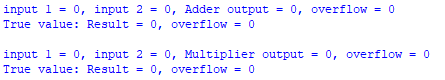 input 1 = 0, input 2 = 0, Adder output = 0, overflow = 0
True value: Result = 0, overflow = 0
input 1 = 0, input 2 = 0, Multiplier output = 0, overflow = 0
True value: Result = 0, overflow = 0